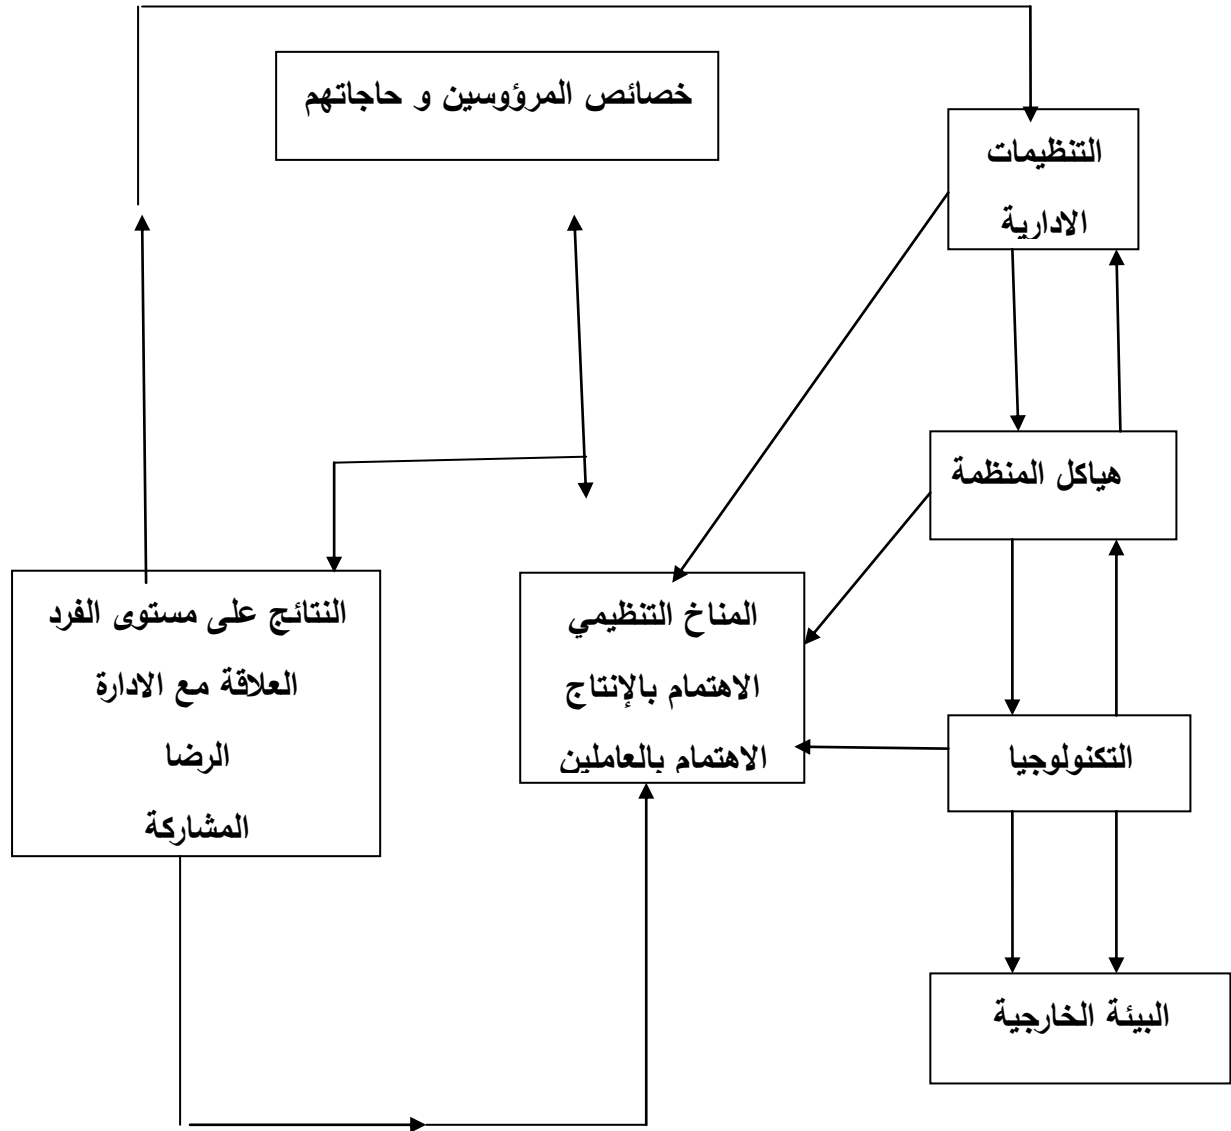 خصائص المرؤوسين و حاجاتهم
التنظيمات
الادارية
هياكل المنظمة
المناخ التنظيمي
الاهتمام بالإنتاج
الاهتمام بالعاملين
النتائج على مستوى الفرد
العلاقة مع الادارة
الرضا
المشاركة
التكنولوجيا
البيئة الخارجية